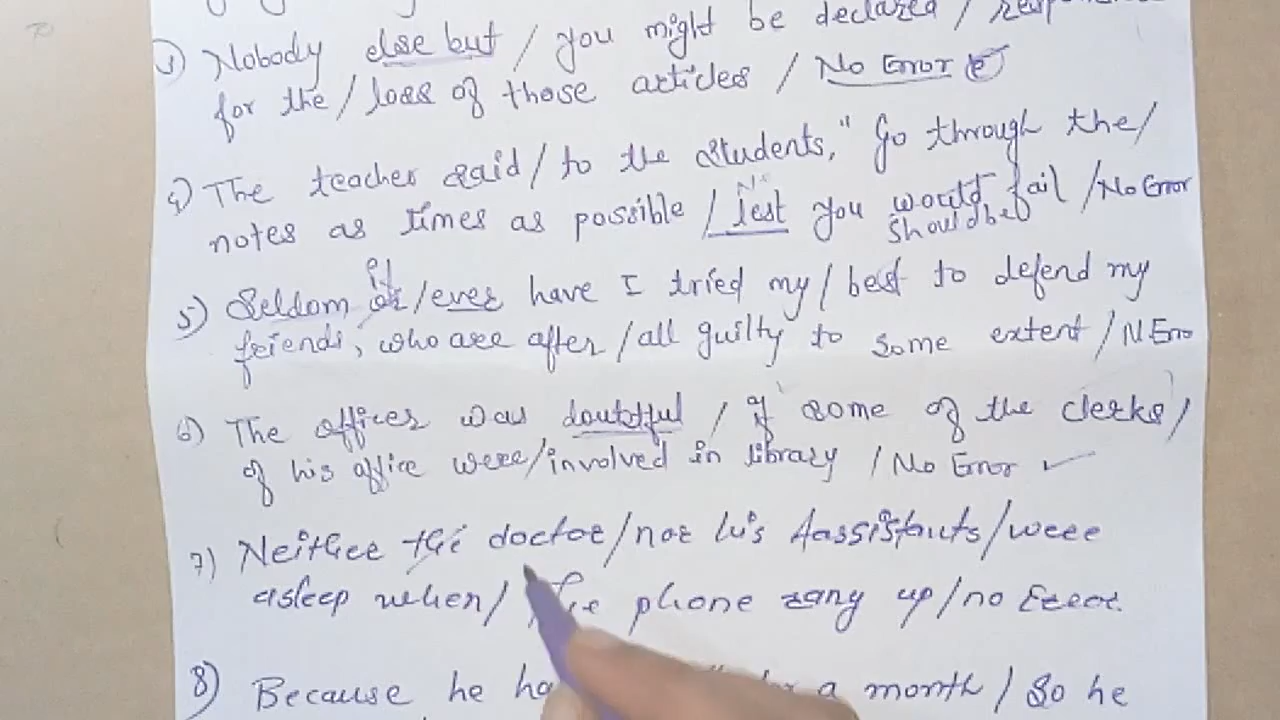 3) Nobody else but / you might be declared /
for the / loss of those articles / No Error e
4) The teacher said / to the students, " Go through the /
notes as times as possible / lest you would fail / No Error
should be
if
5) Seldom or / ever have I tried my / best to defend my
friends, who are after / all guilty to some extent / N. Erro
6) The officer was doubtful / if some of the clerks /
of his office were / involved in library / No Error ✓
7) Neither the doctor / nor his Aassistants / were
asleep when / the phone rang up / no Error.
8) Because he a month / So he